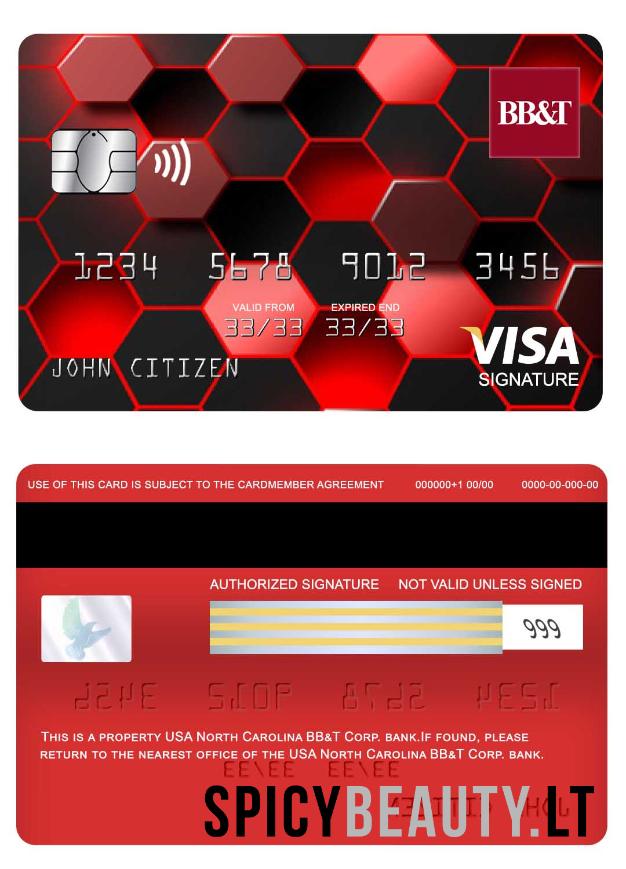 BB&T
1234 5678 9012 3456
VALID FROM EXPIRED END
33/33 33/33
VISA
JOHN CITIZEN
SIGNATURE
USE OF THIS CARD IS SUBJECT TO THE CARDMEMBER AGREEMENT 000000+1 00/00 0000-00-000-00
AUTHORIZED SIGNATURE NOT VALID UNLESS SIGNED
999
THIS IS A PROPERTY USA NORTH CAROLINA BB&T CORP. BANK.IF FOUND, PLEASE
RETURN TO THE NEAREST OFFICE OF THE USA NORTH CAROLINA BB&T CORP. BANK.
SPICYBEAUTY.LT